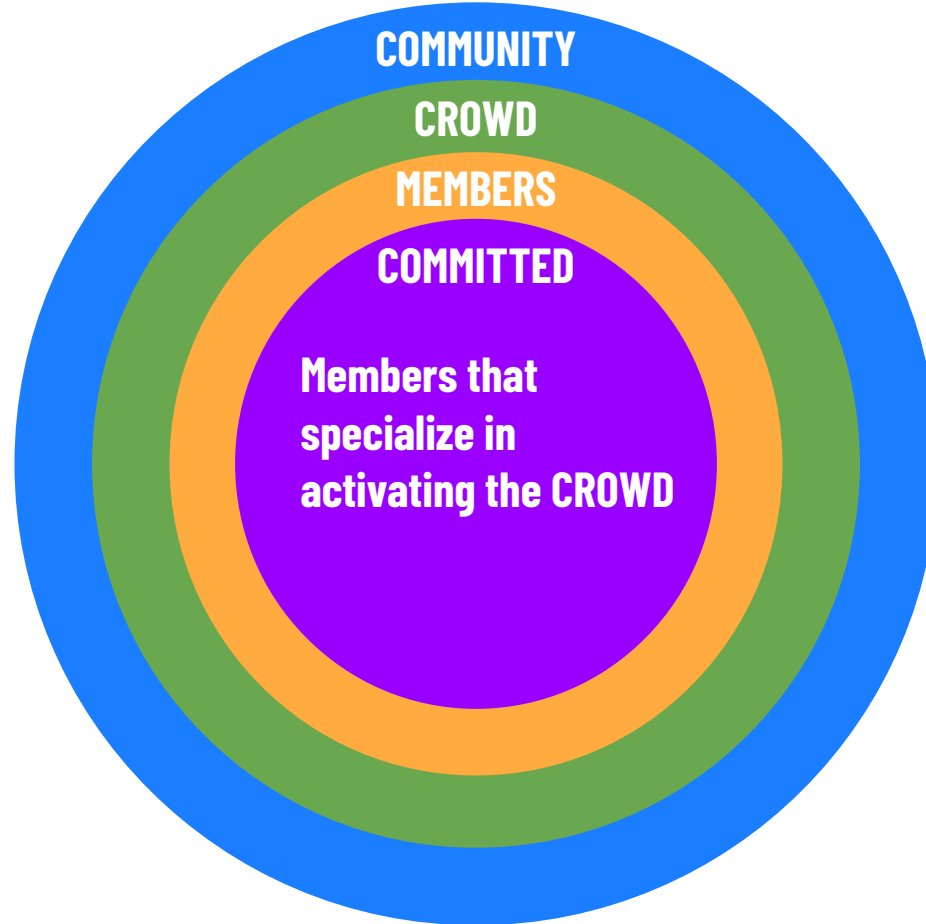 COMMUNITY
CROWD
MEMBERS
COMMITTED
Members that
specialize in
activating the CROWD